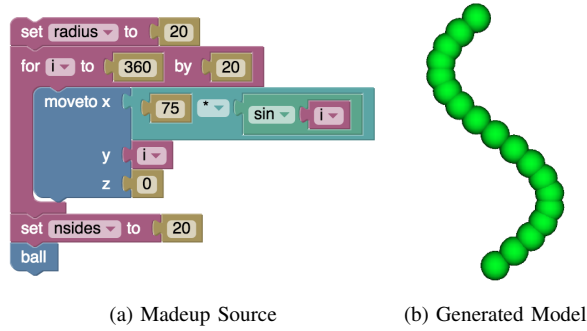 set radius to 20
for i to 360 by 20
moveto x 75 * sin i
y i
z 0
set nsides to 20
ball
(a) Madeup Source
(b) Generated Model